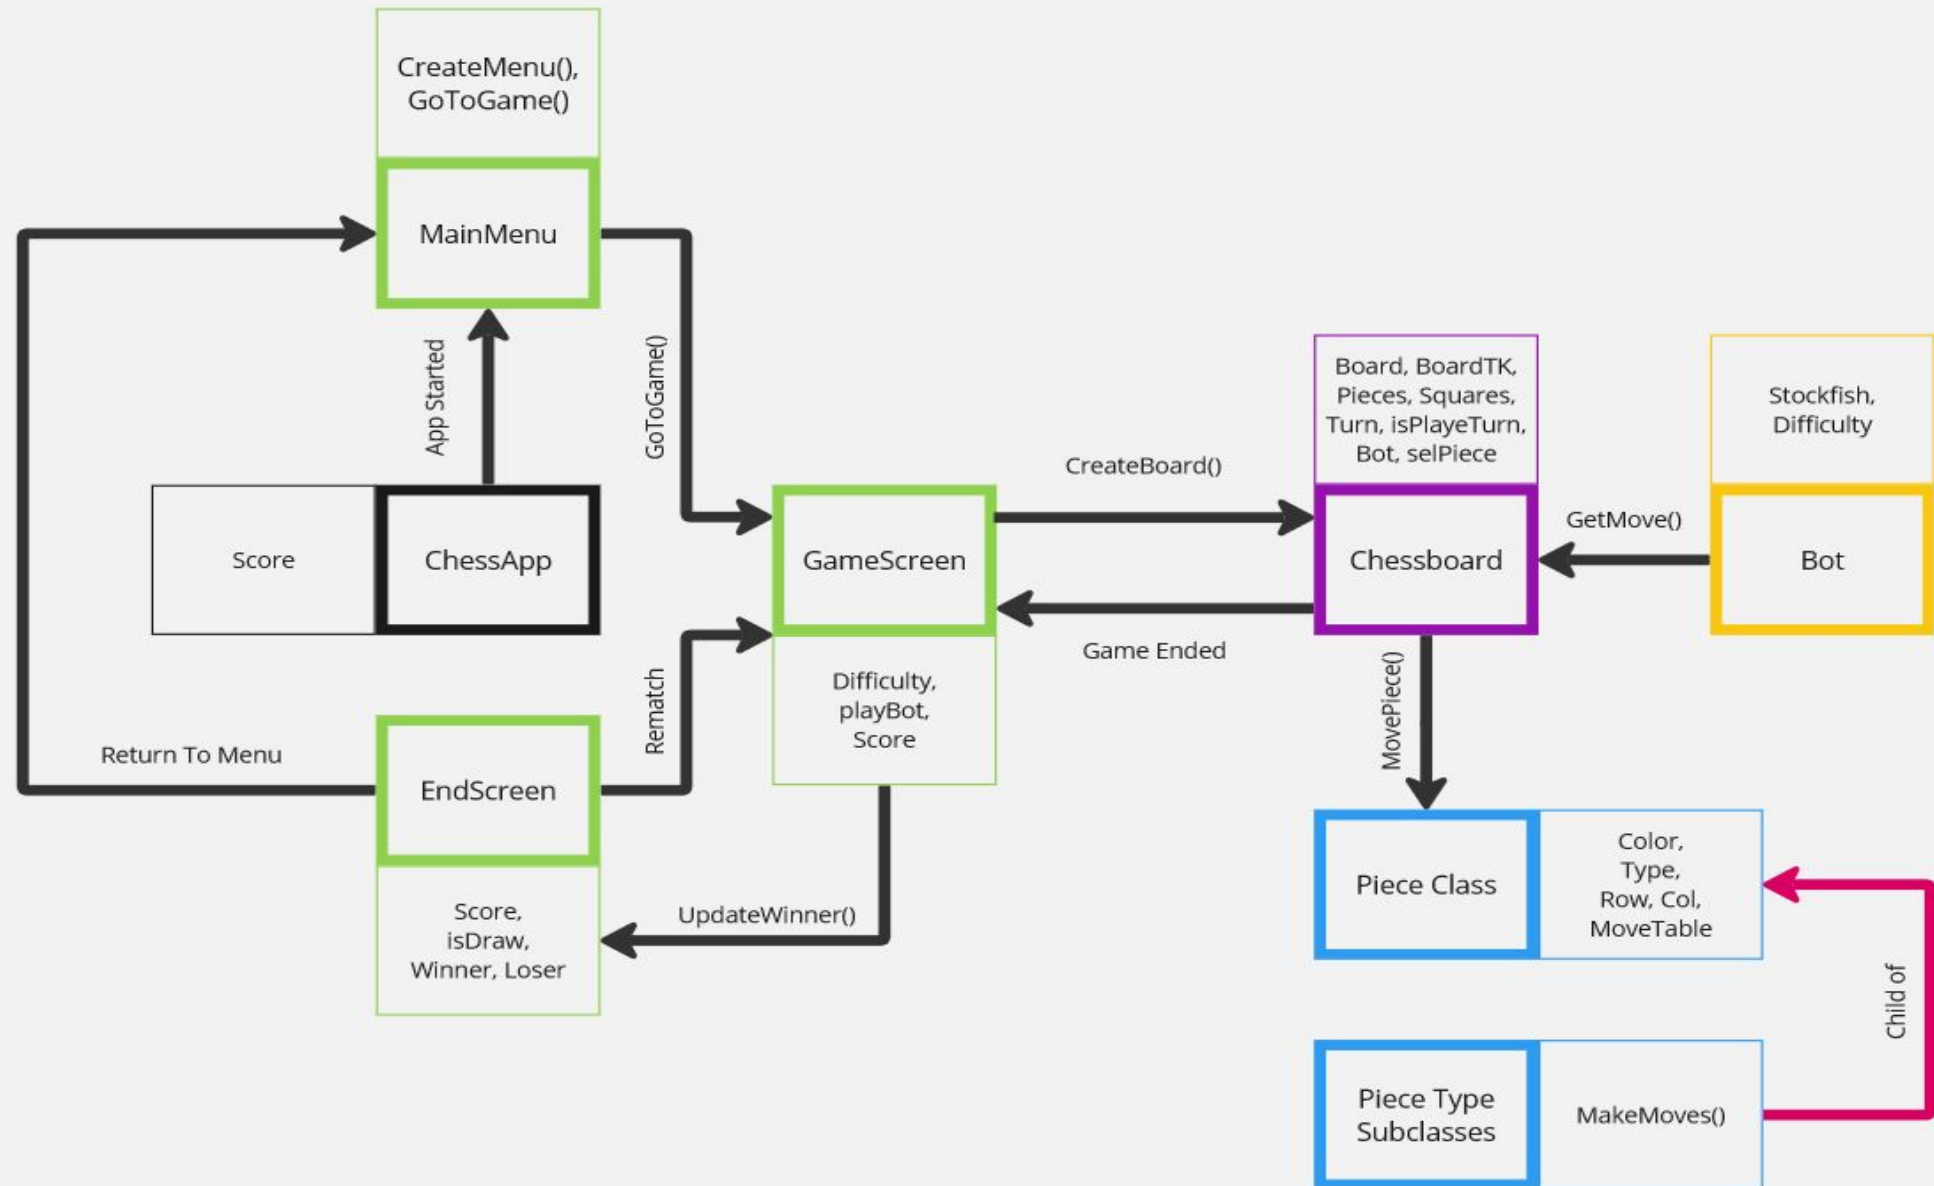 CreateMenu(),
GoToGame()
MainMenu
App Started
GoToGame()
Score
ChessApp
GameScreen
Difficulty,
playBot,
Score
CreateBoard()
Game Ended
Board, BoardTK,
Pieces, Squares,
Turn, isPlayeTurn,
Bot, selPiece
Chessboard
GetMove()
Stockfish,
Difficulty
Bot
MovePiece()
Return To Menu
EndScreen
Rematch
Score,
isDraw,
Winner, Loser
UpdateWinner()
Piece Class
Color,
Type,
Row, Col,
MoveTable
Child of
Piece Type
Subclasses
MakeMoves()